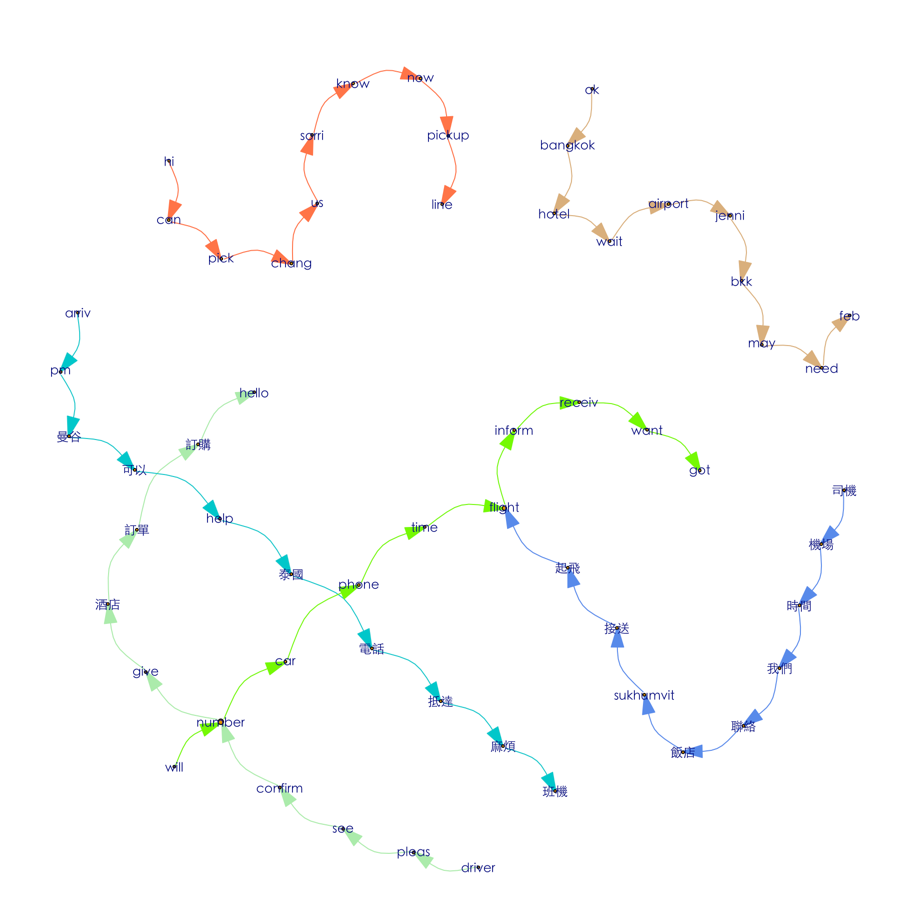 know
now
ok
sorri
pickup
bangkok
hi
us
line
airport
can
hotel
jenni
pick
chang
wait
bkk
arriv
feb
may
pm
need
hello
receiv
曼谷
訂購
inform
want
可以
got
司機
flight
help
訂單
time
機場
泰國
起飛
phone
酒店
時間
電話
接送
car
give
我們
抵達
sukhumvit
number
聯絡
麻煩
飯店
will
confirm
班機
see
pleas
driver